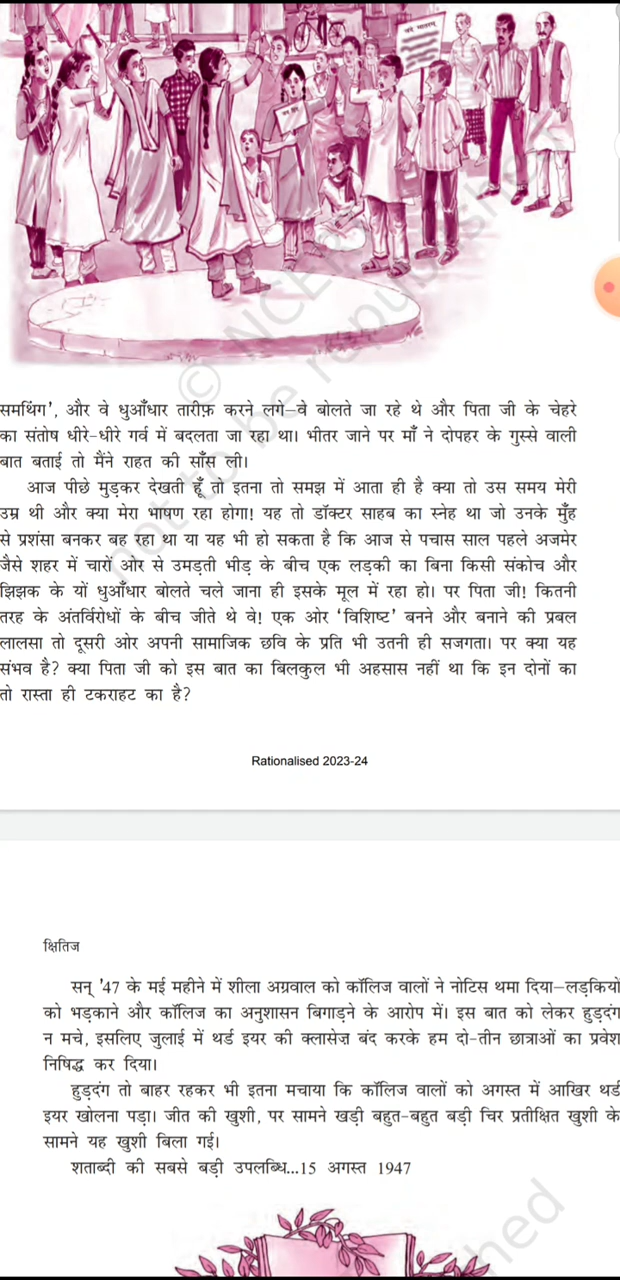 वंदे मातरम्
समथिंग', और वे धुआँधार तारीफ़ करने लगे–वे बोलते जा रहे थे और पिता जी के चेहरे
का संतोष धीरे-धीरे गर्व में बदलता जा रहा था। भीतर जाने पर माँ ने दोपहर के गुस्से वाली
बात बताई तो मैंने राहत की साँस ली।
आज पीछे मुड़कर देखती हूँ तो इतना तो समझ में आता ही है क्या तो उस समय मेरी
उम्र थी और क्या मेरा भाषण रहा होगा! यह तो डॉक्टर साहब का स्नेह था जो उनके मुँह
से प्रशंसा बनकर बह रहा था या यह भी हो सकता है कि आज से पचास साल पहले अजमेर
जैसे शहर में चारों ओर से उमड़ती भीड़ के बीच एक लड़की का बिना किसी संकोच और
झिझक के यों धुआँधार बोलते चले जाना ही इसके मूल में रहा हो। पर पिता जी! कितनी
तरह के अंतर्विरोधों के बीच जीते थे वे! एक ओर 'विशिष्ट' बनने और बनाने की प्रबल
लालसा तो दूसरी ओर अपनी सामाजिक छवि के प्रति भी उतनी ही सजगता। पर क्या यह
संभव है? क्या पिता जी को इस बात का बिलकुल भी अहसास नहीं था कि इन दोनों का
तो रास्ता ही टकराहट का है?
Rationalised 2023-24
क्षितिज
सन् '47 के मई महीने में शीला अग्रवाल को कॉलिज वालों ने नोटिस थमा दिया–लड़कियों
को भड़काने और कॉलिज का अनुशासन बिगाड़ने के आरोप में। इस बात को लेकर हुड़दंग
न मचे, इसलिए जुलाई में थर्ड इयर की क्लासेज़ बंद करके हम दो-तीन छात्राओं का प्रवेश
निषिद्ध कर दिया।
हुड़दंग तो बाहर रहकर भी इतना मचाया कि कॉलिज वालों को अगस्त में आखिर थर्ड
इयर खोलना पड़ा। जीत की खुशी, पर सामने खड़ी बहुत-बहुत बड़ी चिर प्रतीक्षित खुशी के
सामने यह खुशी बिला गई।
शताब्दी की सबसे बड़ी उपलब्धि...15 अगस्त 1947
© NCERT
not to be republished